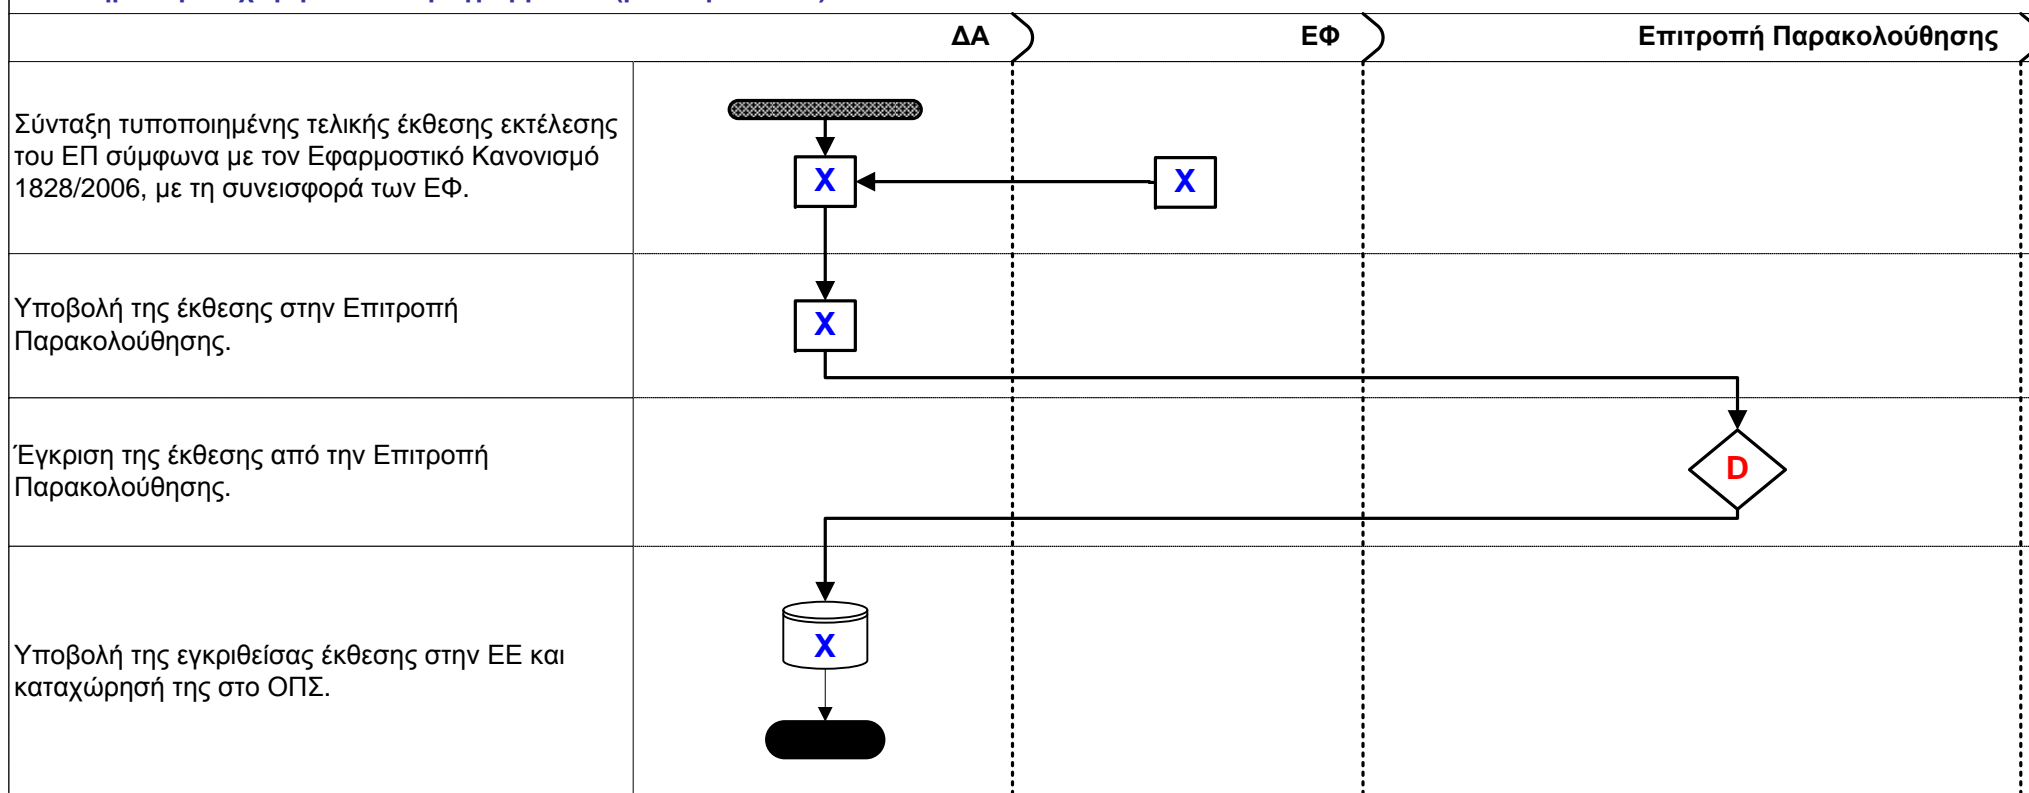 ΔΑ
ΕΦ
Επιτροπή Παρακολούθησης
Σύνταξη τυποποιημένης τελικής έκθεσης εκτέλεσης
του ΕΠ σύμφωνα με τον Εφαρμοστικό Κανονισμό
1828/2006, με τη συνεισφορά των ΕΦ.
X
X
Υποβολή της έκθεσης στην Επιτροπή
Παρακολούθησης.
X
Έγκριση της έκθεσης από την Επιτροπή
Παρακολούθησης.
D
Υποβολή της εγκριθείσας έκθεσης στην ΕΕ και
καταχώρησή της στο ΟΠΣ.
X